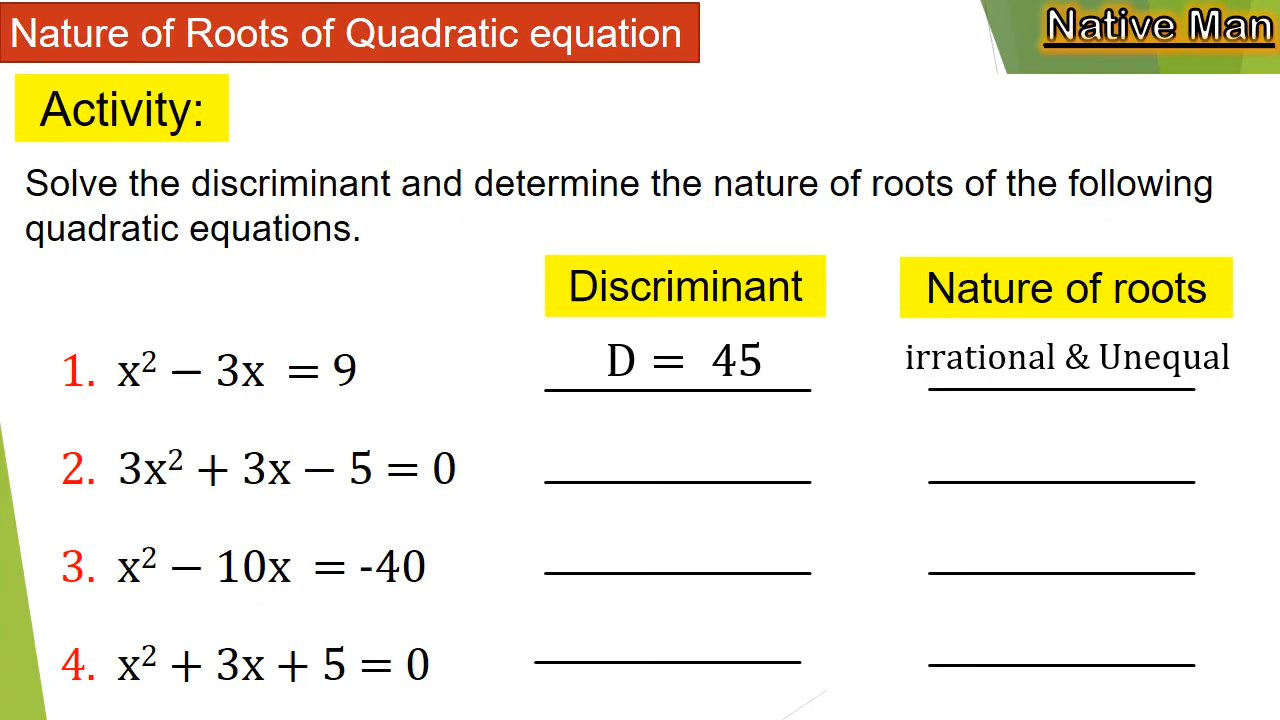 Nature of Roots of Quadratic equation
Native Man
Activity:
Solve the discriminant and determine the nature of roots of the following
quadratic equations.
Discriminant
Nature of roots
1. x² − 3x = 9
D = 45
irrational & Unequal
2. 3x² + 3x − 5 = 0
3. x² − 10x = -40
4. x² + 3x + 5 = 0